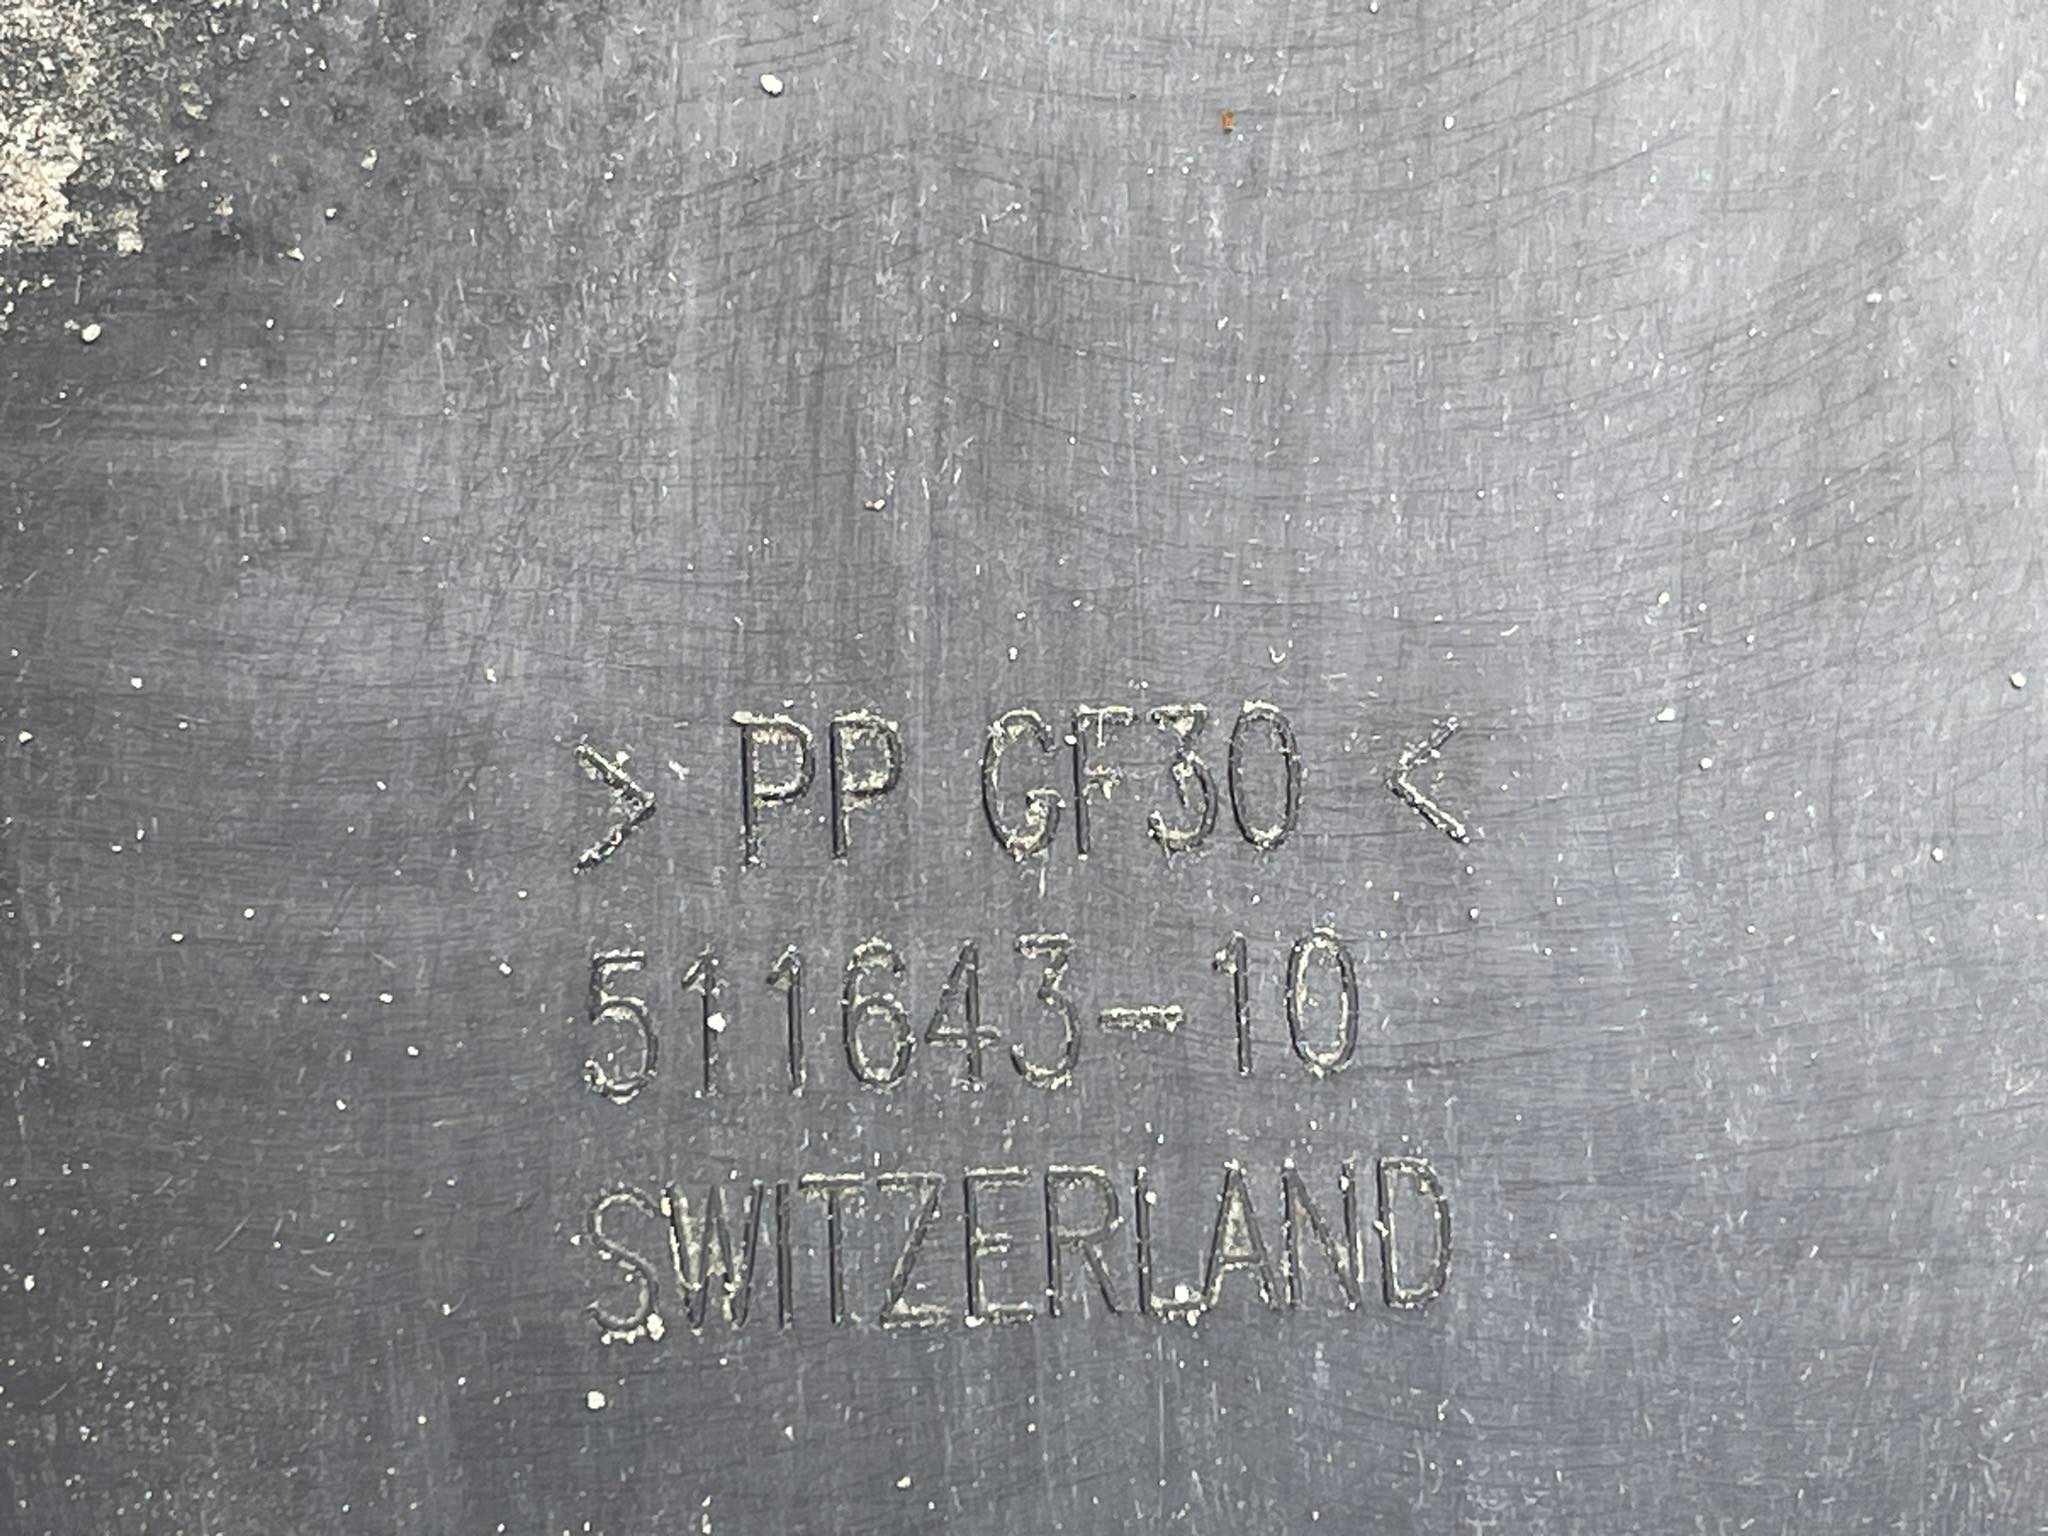 > PP GF30 <
511643-10
SWITZERLAND